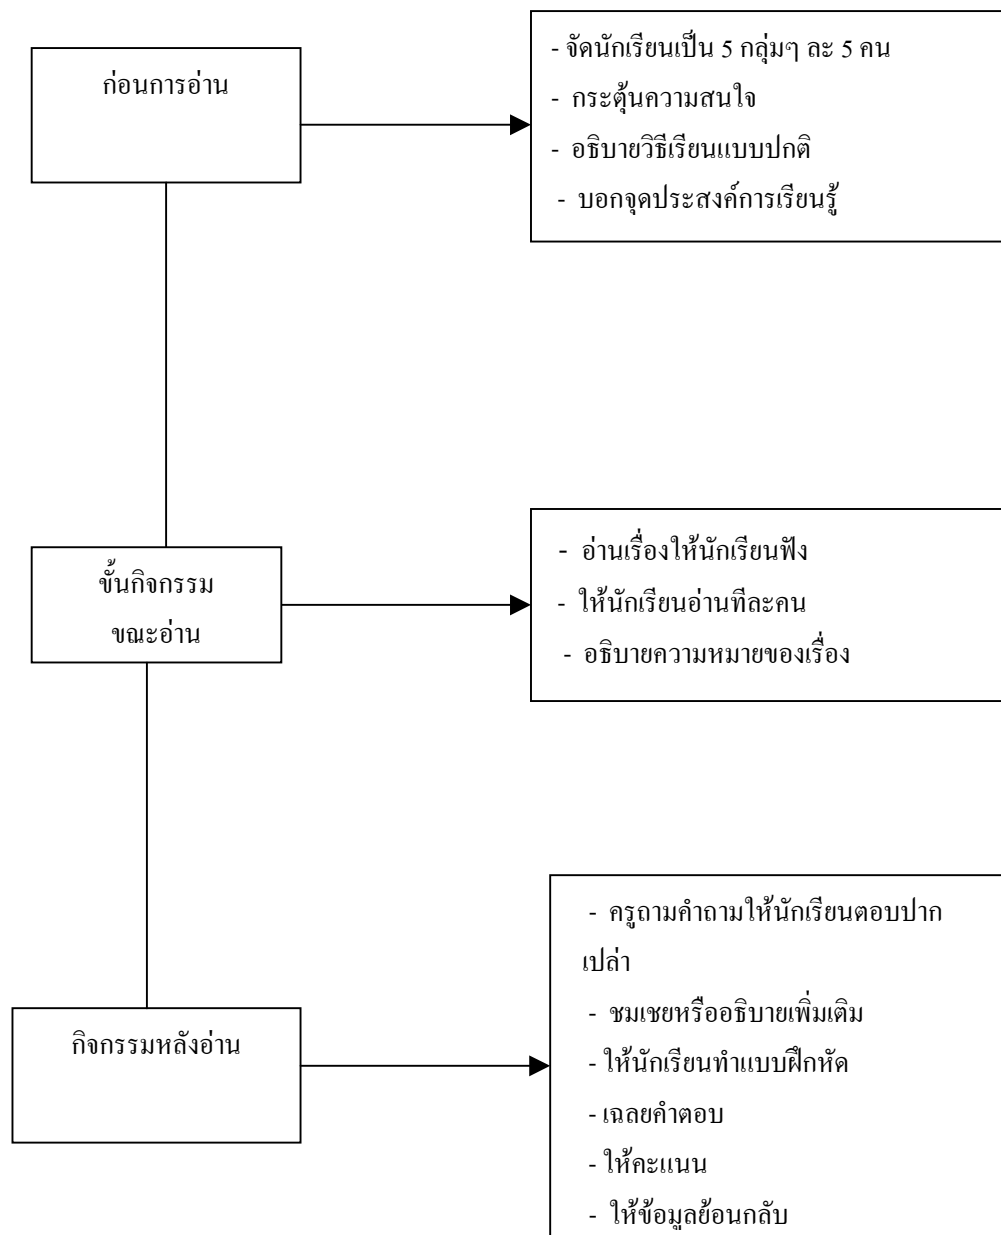 ก่อนการอ่าน
- จัดนักเรียนเป็น 5 กลุ่มๆ ละ 5 คน
- กระตุ้นความสนใจ
- อธิบายวิธีเรียนแบบปกติ
- บอกจุดประสงค์การเรียนรู้
ขั้นกิจกรรม
ขณะอ่าน
- อ่านเรื่องให้นักเรียนฟัง
- ให้นักเรียนอ่านทีละคน
- อธิบายความหมายของเรื่อง
กิจกรรมหลังอ่าน
- ครูถามคำถามให้นักเรียนตอบปาก
เปล่า
- ชมเชยหรืออธิบายเพิ่มเติม
- ให้นักเรียนทำแบบฝึกหัด
- เฉลยคำตอบ
- ให้คะแนน
- ให้ข้อมูลย้อนกลับ